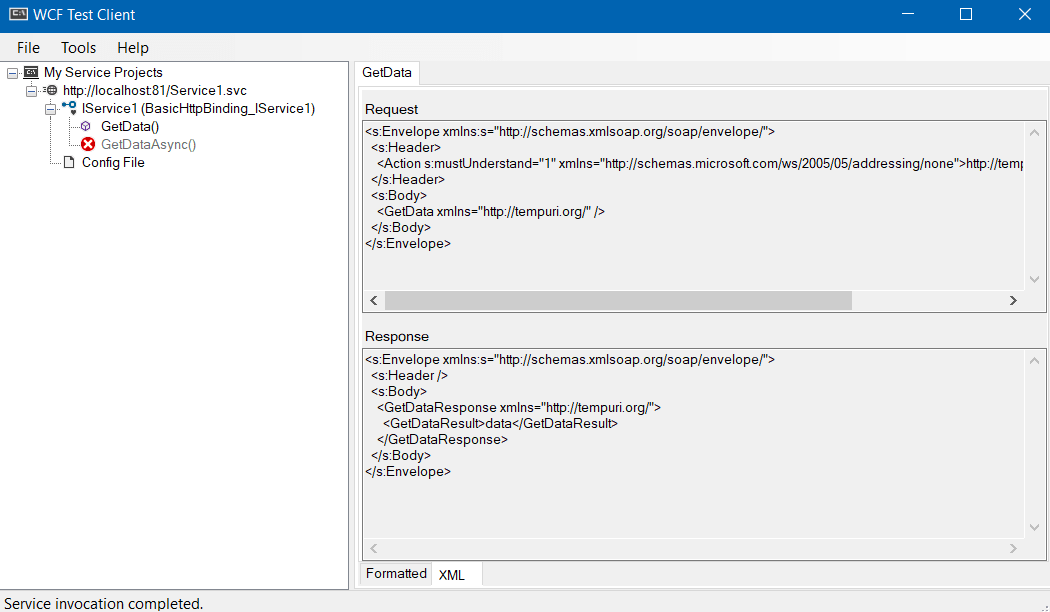 WCF Test Client
File Tools Help
My Service Projects
http://localhost:81/Service1.svc
IService1 (BasicHttpBinding_IService1)
GetData()
GetDataAsync()
Config File
GetData
Request
<s:Envelope xmlns:s="http://schemas.xmlsoap.org/soap/envelope/">
<s:Header>
<Action s:mustUnderstand="1" xmlns="http://schemas.microsoft.com/ws/2005/05/addressing/none">http://temp
</s:Header>
<s:Body>
<GetData xmlns="http://tempuri.org/" />
</s:Body>
</s:Envelope>
Response
<s:Envelope xmlns:s="http://schemas.xmlsoap.org/soap/envelope/">
<s:Header />
<s:Body>
<GetDataResponse xmlns="http://tempuri.org/">
<GetDataResult>data</GetDataResult>
</GetDataResponse>
</s:Body>
</s:Envelope>
Formatted XML
Service invocation completed.